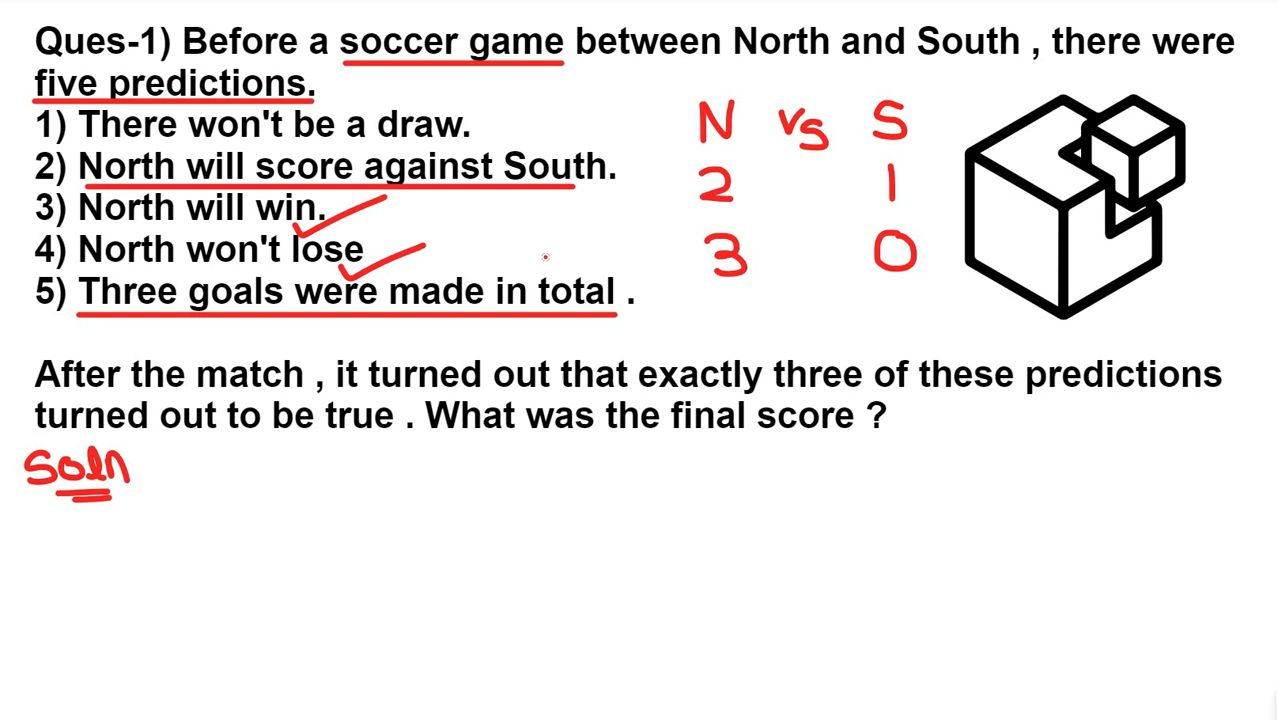 Ques-1) Before a soccer game between North and South , there were
five predictions.
1) There won't be a draw.
2) North will score against South.
3) North will win.
4) North won't lose
5) Three goals were made in total .
N vs S
2 1
3 0
After the match , it turned out that exactly three of these predictions
turned out to be true . What was the final score ?
Soln